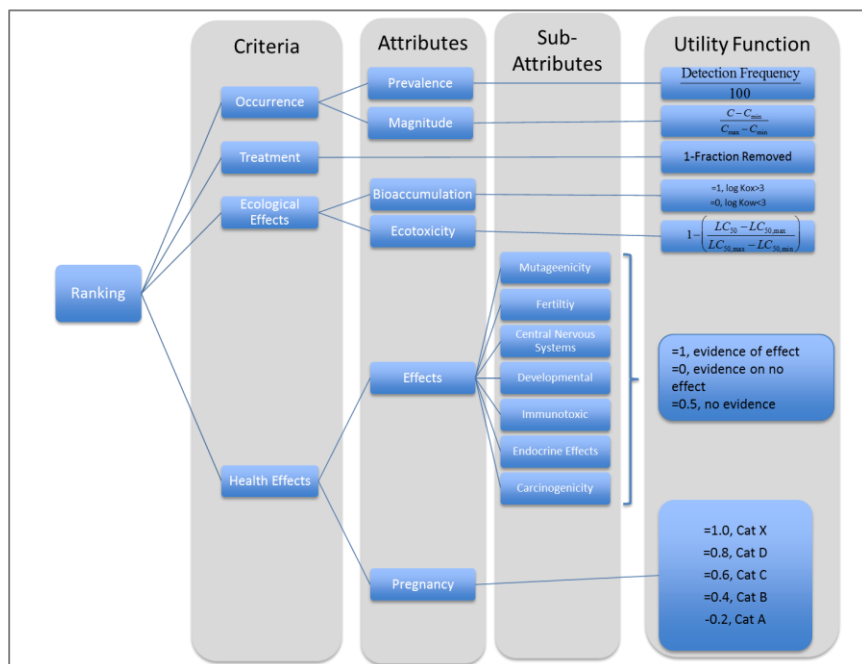 Criteria
Attributes
Sub-
Attributes
Utility Function
Ranking
Occurrence
Treatment
Ecological
Effects
Health Effects
Prevalence
Magnitude
Bioaccumulation
Ecotoxicity
Effects
Pregnancy
Mutageenicity
Fertiltiy
Central Nervous
Systems
Developmental
Immunotoxic
Endocrine Effects
Carcinogenicity
Detection Frequency
100
C − Cmin
Cmax − Cmin
1-Fraction Removed
=1, log Kox>3
=0, log Kow<3
1−(LC50 − LC50,max
LC50,max − LC50,min)
=1, evidence of effect
=0, evidence on no
effect
=0.5, no evidence
=1.0, Cat X
=0.8, Cat D
=0.6, Cat C
=0.4, Cat B
-0.2, Cat A